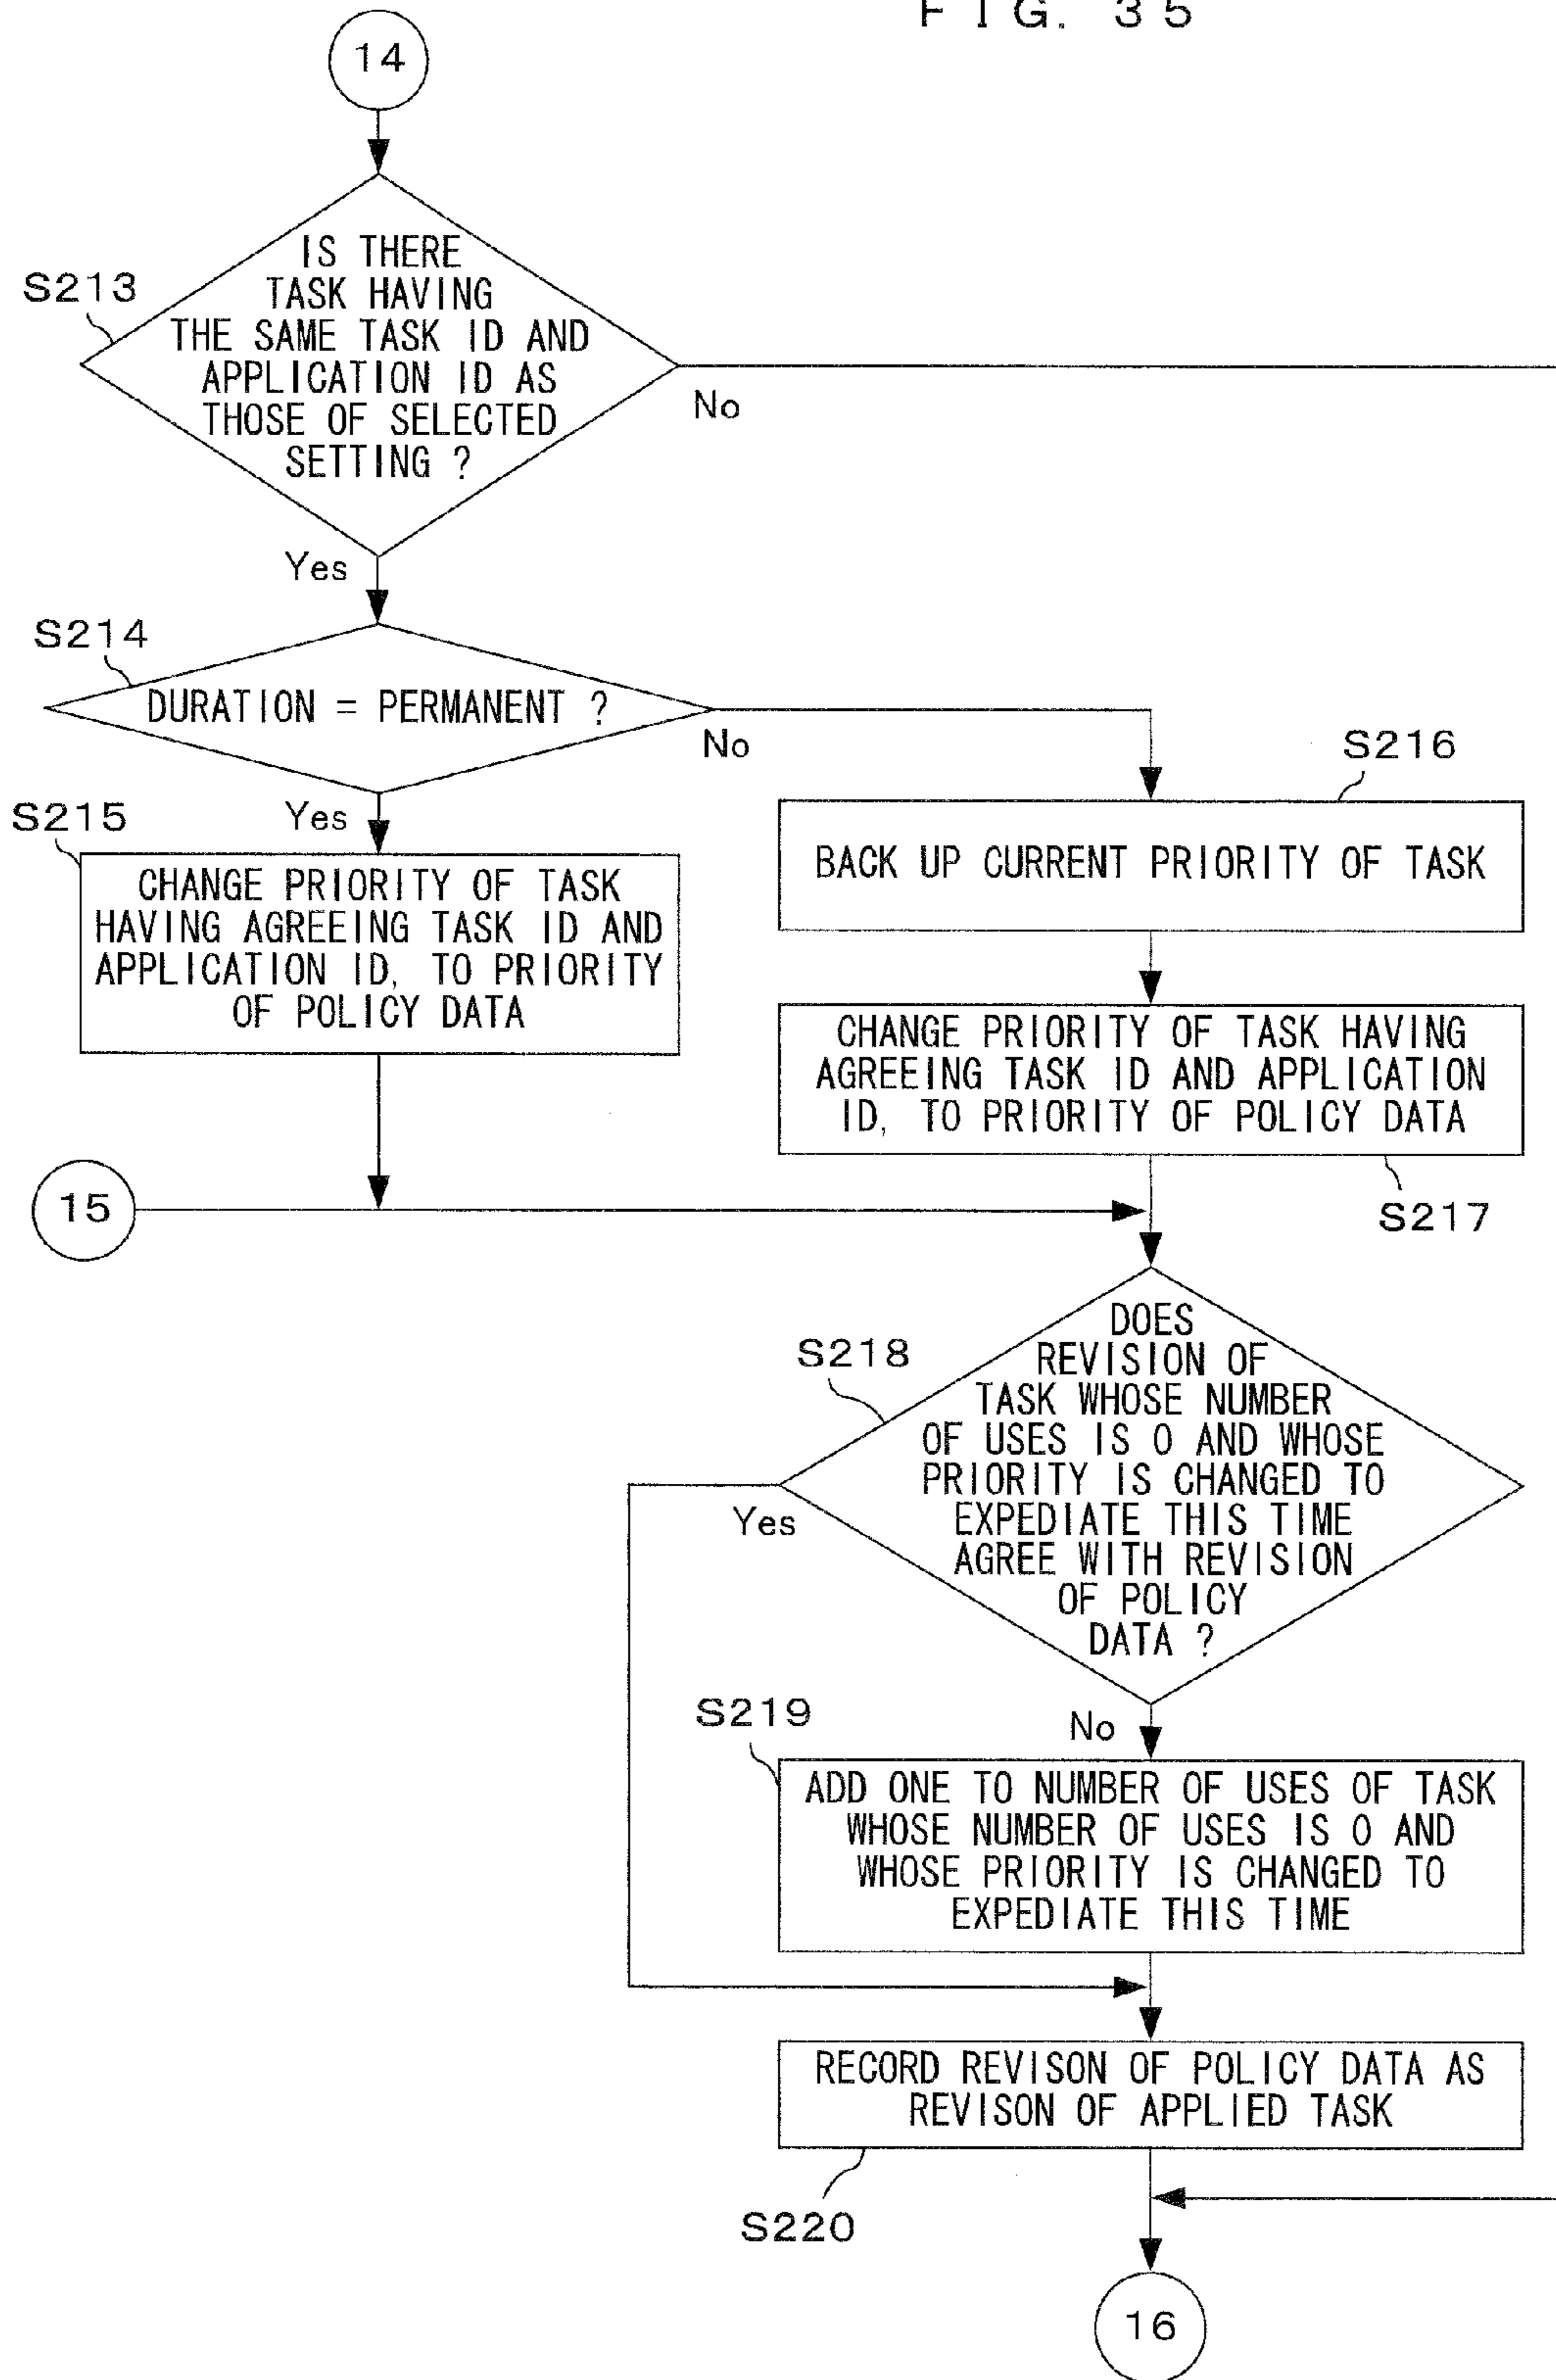 FIG. 35
14
S213
IS THERE
TASK HAVING
THE SAME TASK ID AND
APPLICATION ID AS
THOSE OF SELECTED
SETTING ?
No
Yes
S214
DURATION = PERMANENT ?
No
Yes
S215
CHANGE PRIORITY OF TASK
HAVING AGREEING TASK ID AND
APPLICATION ID, TO PRIORITY
OF POLICY DATA
S216
BACK UP CURRENT PRIORITY OF TASK
CHANGE PRIORITY OF TASK HAVING
AGREEING TASK ID AND APPLICATION
ID, TO PRIORITY OF POLICY DATA
S217
15
S218
DOES
REVISION OF
TASK WHOSE NUMBER
OF USES IS 0 AND WHOSE
PRIORITY IS CHANGED TO
EXPEDIATE THIS TIME
AGREE WITH REVISION
OF POLICY
DATA ?
Yes
No
S219
ADD ONE TO NUMBER OF USES OF TASK
WHOSE NUMBER OF USES IS 0 AND
WHOSE PRIORITY IS CHANGED TO
EXPEDIATE THIS TIME
RECORD REVISON OF POLICY DATA AS
REVISON OF APPLIED TASK
S220
16